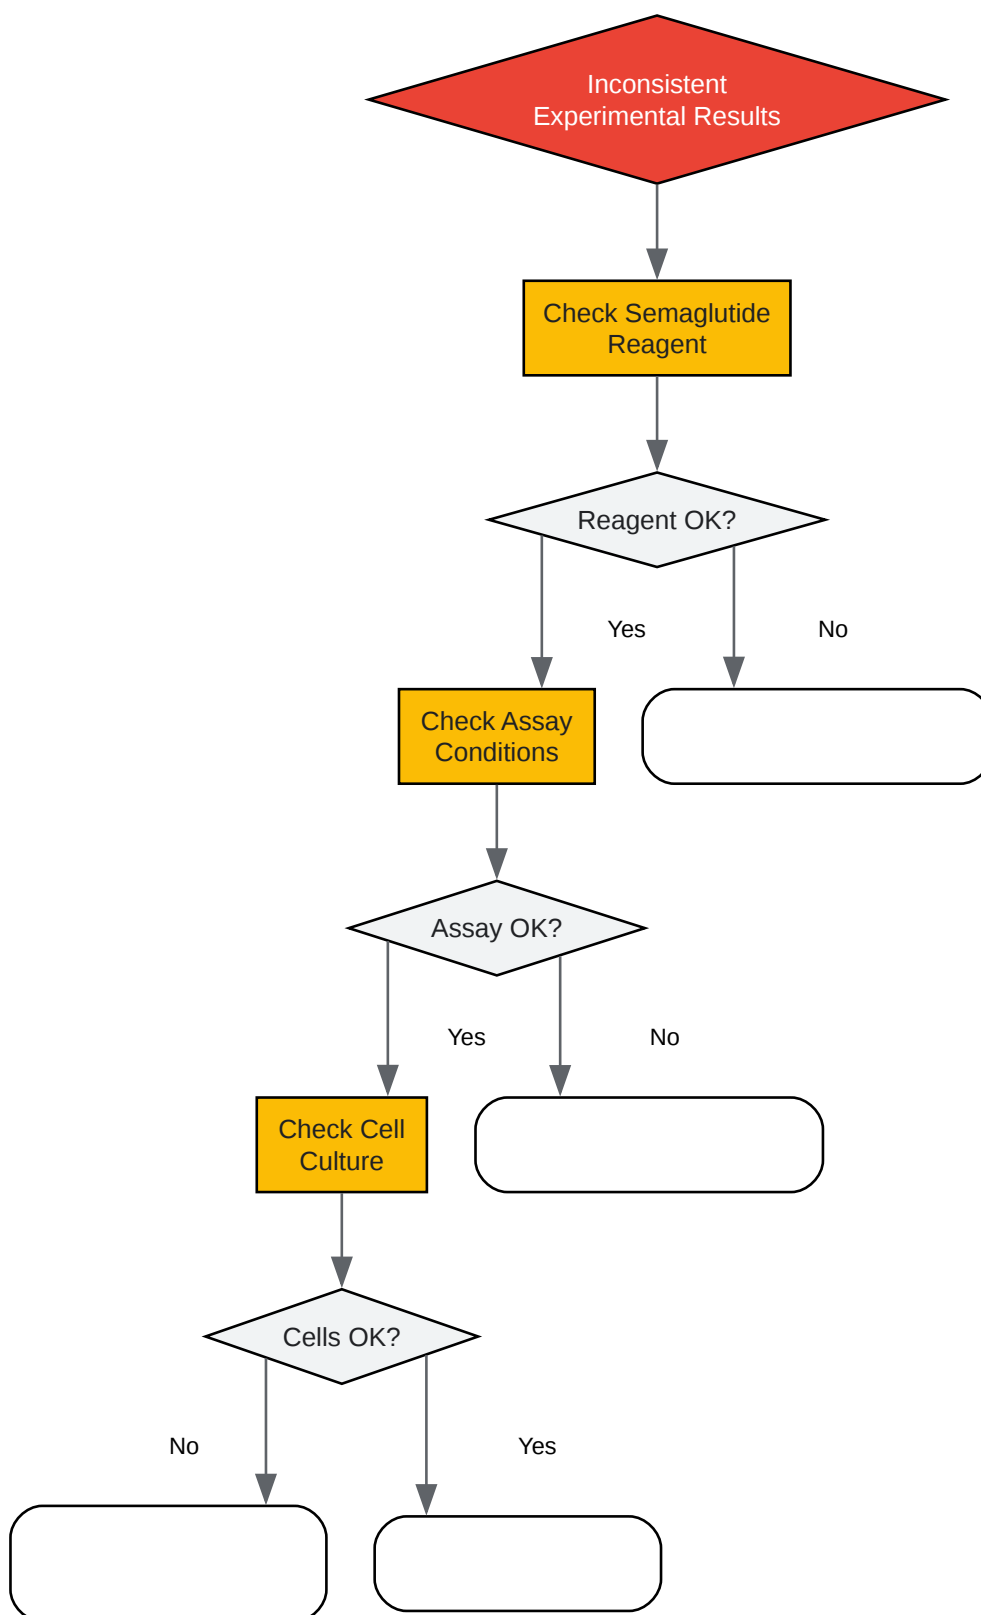 Inconsistent
Experimental Results
Check Semaglutide
Reagent
Reagent OK?
Yes
No
Check Assay
Conditions
Assay OK?
Yes
No
Check Cell
Culture
Cells OK?
No
Yes